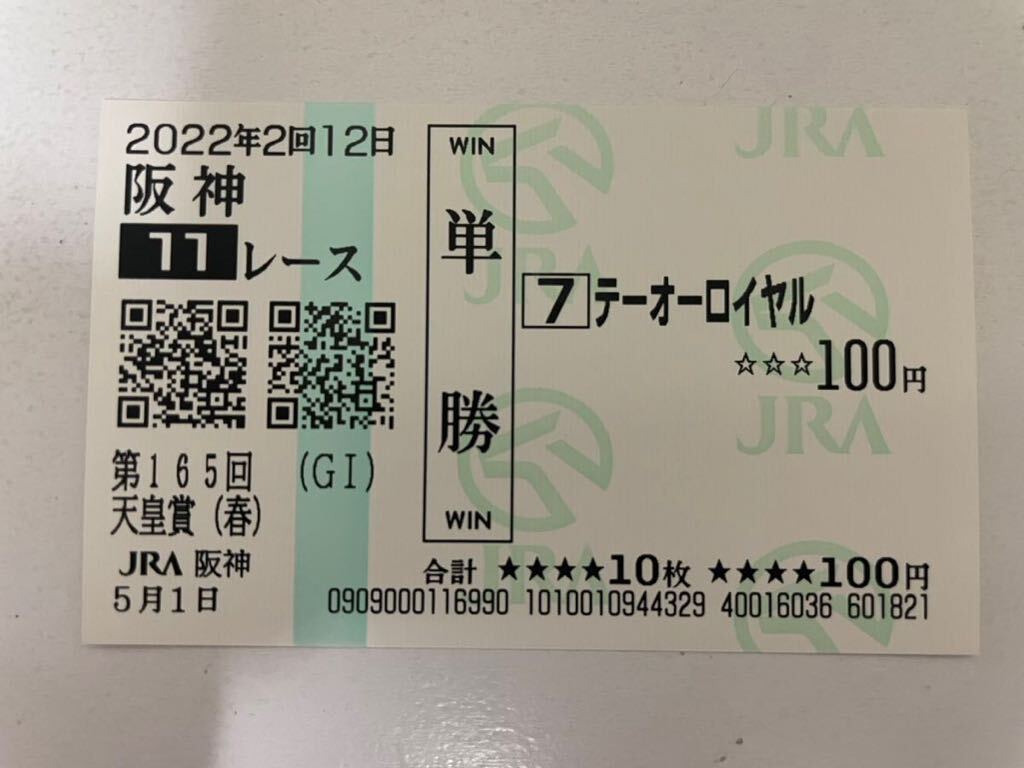 2022年2回12日
阪神
11レース
第165回 (GI)
天皇賞(春)
JRA 阪神
5月1日
WIN
単勝
WIN
7 テーオーロイヤル
☆☆☆100円
合計 ★★★★10枚 ★★★★100円
0909000116990 1010010944329 40016036 601821
JRA
JRA
JRA
JRA